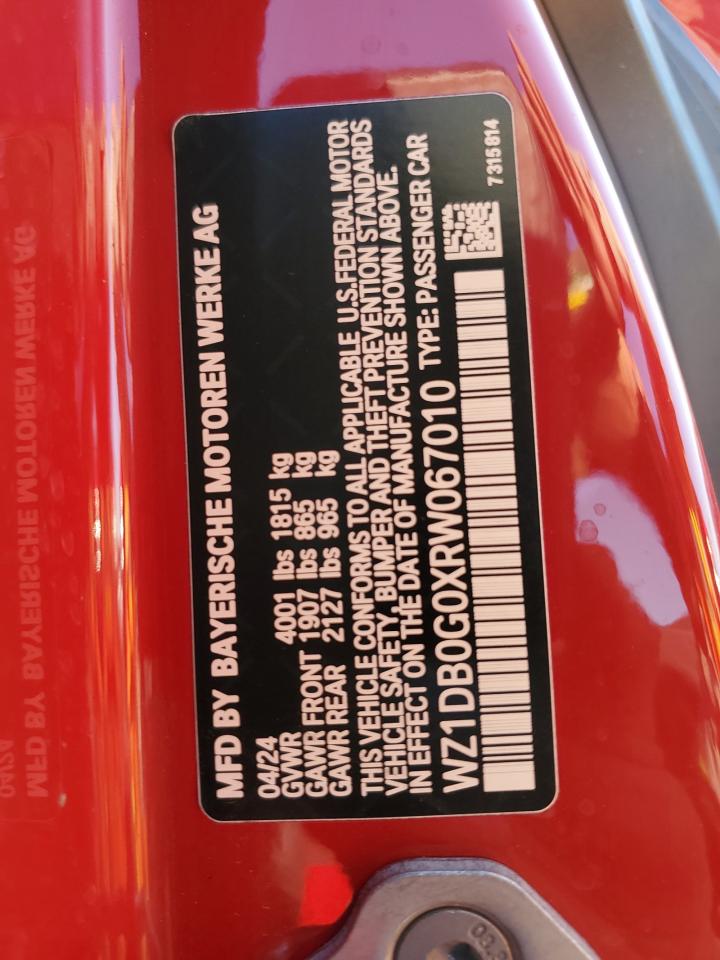 MFD BY BAYERISCHE MOTOREN WERKE AG
04/24
GVWR 4001 lbs 1815 kg
GAWR FRONT 1907 lbs 865 kg
GAWR REAR 2127 lbs 965 kg
THIS VEHICLE CONFORMS TO ALL APPLICABLE U.S.FEDERAL MOTOR
VEHICLE SAFETY, BUMPER AND THEFT PREVENTION STANDARDS
IN EFFECT ON THE DATE OF MANUFACTURE SHOWN ABOVE.
WZ1DB0G0XRW067010 TYPE: PASSENGER CAR
7315814